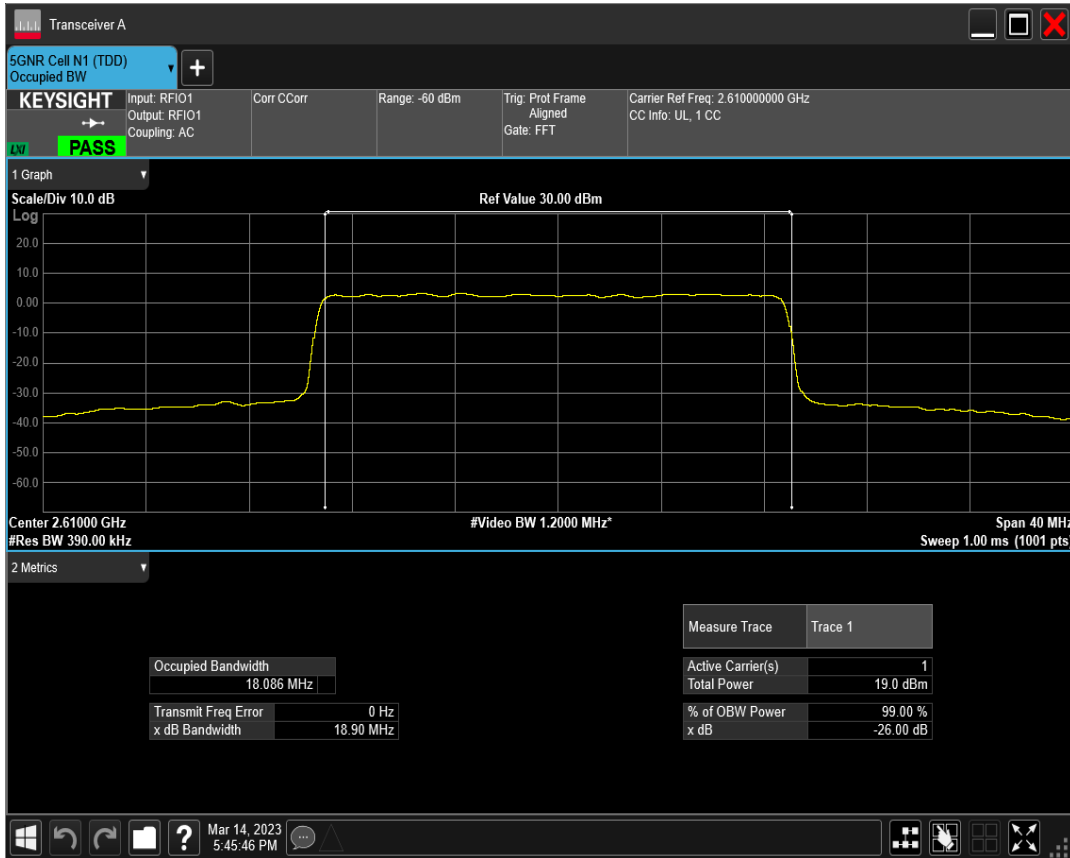 Transceiver A
5GNR Cell N1 (TDD)
Occupied BW
+
KEYSIGHT
LXI
PASS
Input: RFIO1
Output: RFIO1
Coupling: AC
Corr CCorr
Range: -60 dBm
Trig: Prot Frame
Aligned
Gate: FFT
Carrier Ref Freq: 2.610000000 GHz
CC Info: UL, 1 CC
1 Graph
Scale/Div 10.0 dB
Ref Value 30.00 dBm
Log
20.0
10.0
0.00
-10.0
-20.0
-30.0
-40.0
-50.0
-60.0
Center 2.61000 GHz
#Video BW 1.2000 MHz*
Span 40 MHz
#Res BW 390.00 kHz
Sweep 1.00 ms (1001 pts)
2 Metrics
Measure Trace Trace 1
Occupied Bandwidth
18.086 MHz
Transmit Freq Error 0 Hz
x dB Bandwidth 18.90 MHz
Active Carrier(s) 1
Total Power 19.0 dBm
% of OBW Power 99.00 %
x dB -26.00 dB
?
Mar 14, 2023
5:45:46 PM